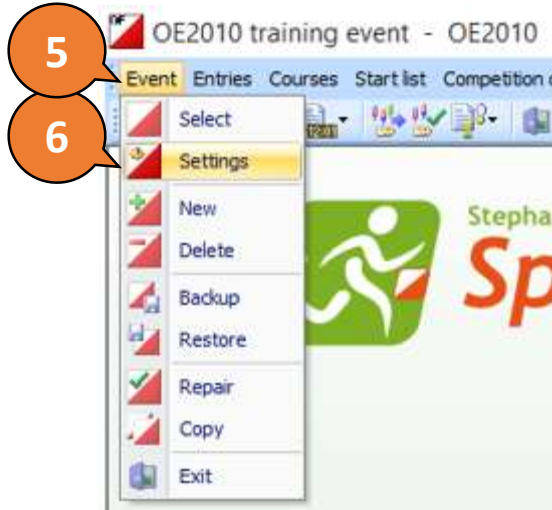 OE2010 training event - OE2010
5
Event Entries Courses Start list Competition
6
Select
Settings
New
Delete
Backup
Restore
Repair
Copy
Exit
Stepha
Sp